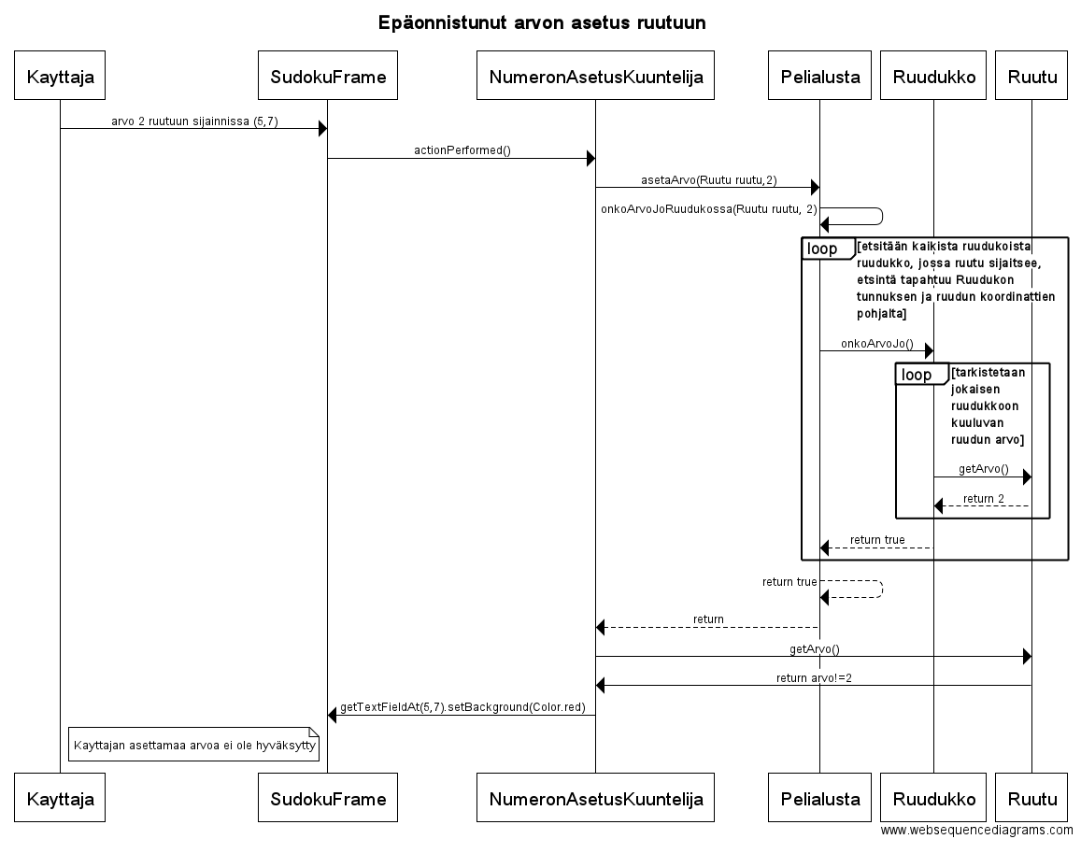 Epäonnistunut arvon asetus ruutuun
Kayttaja
SudokuFrame
NumeronAsetusKuuntelija
Pelialusta
Ruudukko
Ruutu
arvo 2 ruutuun sijainnissa (5,7)
actionPerformed()
asetaArvo(Ruutu ruutu,2)
onkoArvoJoRuudukossa(Ruutu ruutu, 2)
loop
[etsitään kaikista ruudukoista
ruudukko, jossa ruutu sijaitsee,
etsintä tapahtuu Ruudukon
tunnuksen ja ruudun koordinattien
pohjalta]
onkoArvoJo()
loop
[tarkistetaan
jokaisen
ruudukkoon
kuuluvan
ruudun arvo]
getArvo()
return 2
return true
return true
return
getArvo()
return arvo!=2
getTextFieldAt(5,7).setBackground(Color.red)
Kayttajan asettamaa arvoa ei ole hyväksytty
Kayttaja
SudokuFrame
NumeronAsetusKuuntelija
Pelialusta
Ruudukko
Ruutu
www.websequencediagrams.com